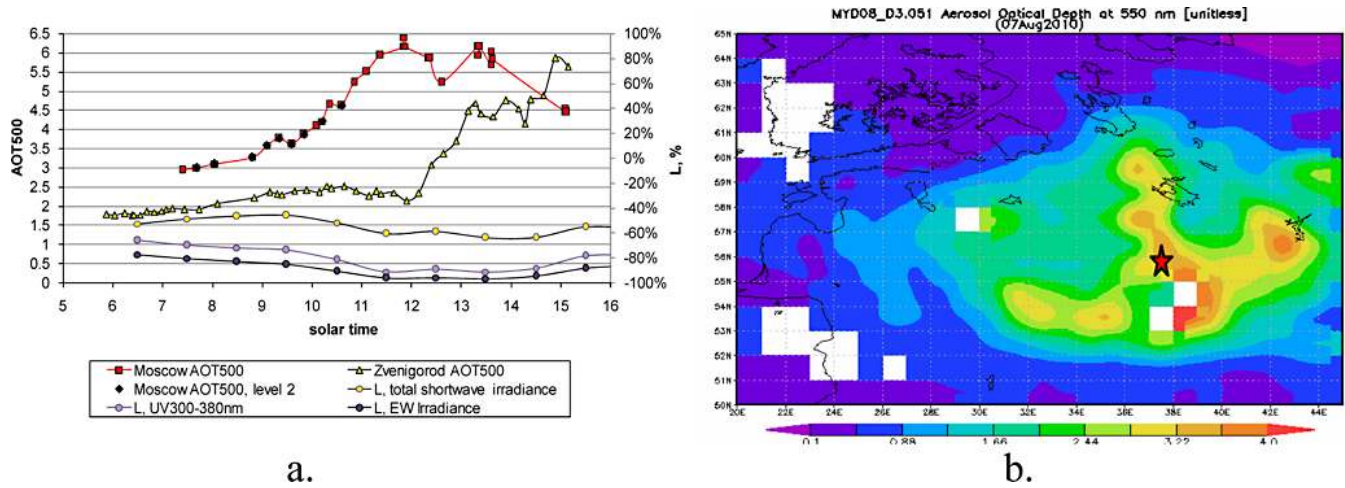 6.5
6
5.5
5
4.5
4
3.5
3
2.5
2
1.5
1
0.5
0
AOT500
100%
80%
60%
40%
20%
0%
-20%
-40%
-60%
-80%
-100%
L, %
5 6 7 8 9 10 11 12 13 14 15 16
solar time
Moscow AOT500
Zvenigorod AOT500
Moscow AOT500, level 2
L, total shortwave irradiance
L, UV300-380nm
L, EW Irradiance
a.
MYD08_D3.051 Aerosol Optical Depth at 550 nm [unitless]
(07Aug2010)
65N
64N
63N
62N
61N
60N
59N
58N
57N
56N
55N
54N
53N
52N
51N
50N
20E 22E 24E 26E 28E 30E 32E 34E 36E 38E 40E 42E 44E
0.1 0.88 1.66 2.44 3.22 4.0
b.